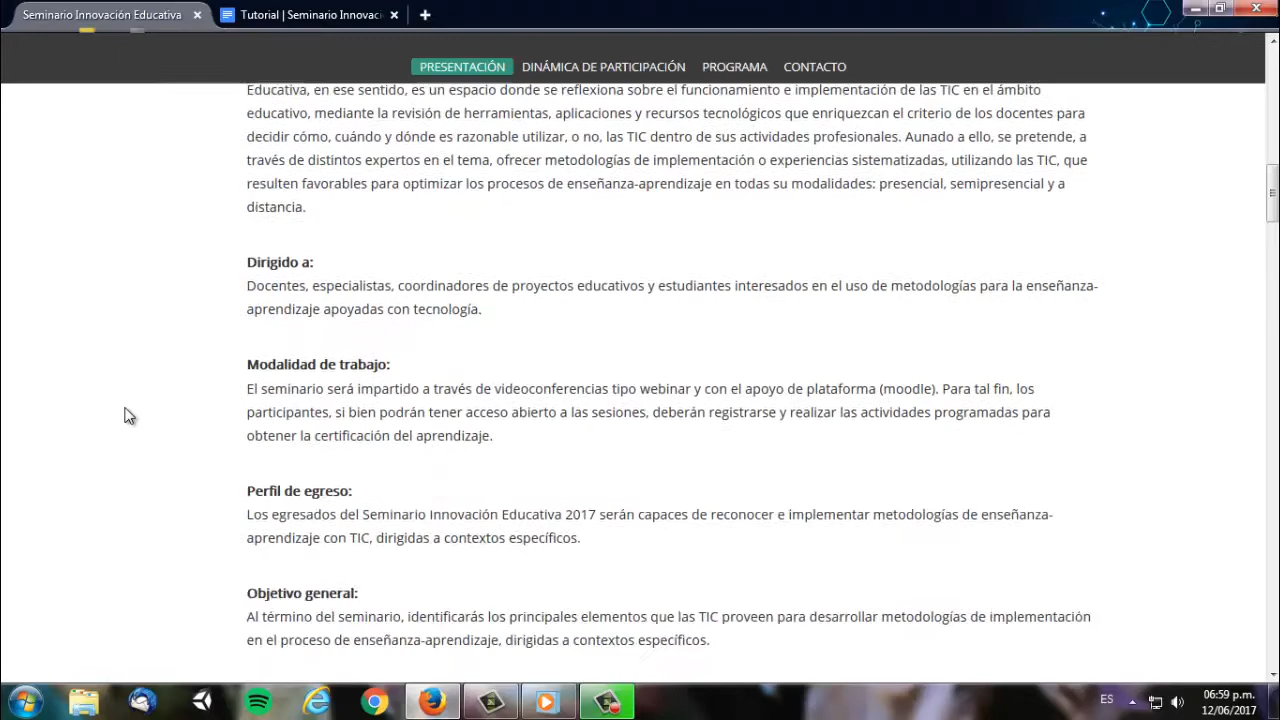 Seminario Innovación Educativa
Tutorial | Seminario Innovac
PRESENTACIÓN DINÁMICA DE PARTICIPACIÓN PROGRAMA CONTACTO
Educativa, en ese sentido, es un espacio donde se reflexiona sobre el funcionamiento e implementación de las TIC en el ámbito
educativo, mediante la revisión de herramientas, aplicaciones y recursos tecnológicos que enriquezcan el criterio de los docentes para
decidir cómo, cuándo y dónde es razonable utilizar, o no, las TIC dentro de sus actividades profesionales. Aunado a ello, se pretende, a
través de distintos expertos en el tema, ofrecer metodologías de implementación o experiencias sistematizadas, utilizando las TIC, que
resulten favorables para optimizar los procesos de enseñanza-aprendizaje en todas su modalidades: presencial, semipresencial y a
distancia.
Dirigido a:
Docentes, especialistas, coordinadores de proyectos educativos y estudiantes interesados en el uso de metodologías para la enseñanza-
aprendizaje apoyadas con tecnología.
Modalidad de trabajo:
El seminario será impartido a través de videoconferencias tipo webinar y con el apoyo de plataforma (moodle). Para tal fin, los
participantes, si bien podrán tener acceso abierto a las sesiones, deberán registrarse y realizar las actividades programadas para
obtener la certificación del aprendizaje.
Perfil de egreso:
Los egresados del Seminario Innovación Educativa 2017 serán capaces de reconocer e implementar metodologías de enseñanza-
aprendizaje con TIC, dirigidas a contextos específicos.
Objetivo general:
Al término del seminario, identificarás los principales elementos que las TIC proveen para desarrollar metodologías de implementación
en el proceso de enseñanza-aprendizaje, dirigidas a contextos específicos.
ES
06:59 p.m.
12/06/2017